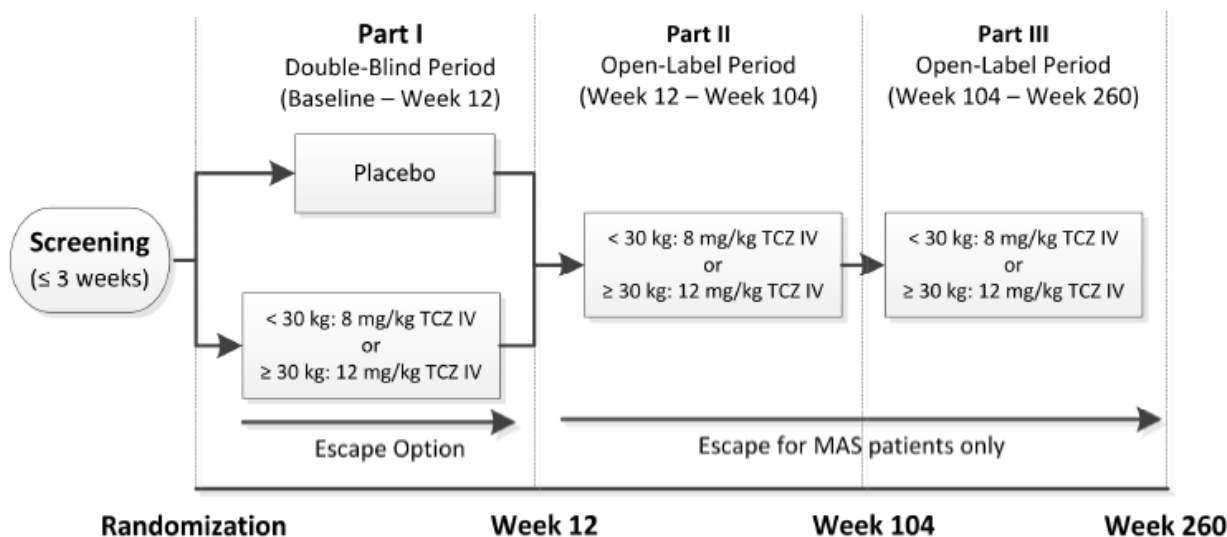 Part I
Double-Blind Period
(Baseline – Week 12)
Part II
Open-Label Period
(Week 12 – Week 104)
Part III
Open-Label Period
(Week 104 – Week 260)
Screening
(≤ 3 weeks)
Placebo
< 30 kg: 8 mg/kg TCZ IV
or
≥ 30 kg: 12 mg/kg TCZ IV
< 30 kg: 8 mg/kg TCZ IV
or
≥ 30 kg: 12 mg/kg TCZ IV
< 30 kg: 8 mg/kg TCZ IV
or
≥ 30 kg: 12 mg/kg TCZ IV
Escape Option
Escape for MAS patients only
Randomization
Week 12
Week 104
Week 260